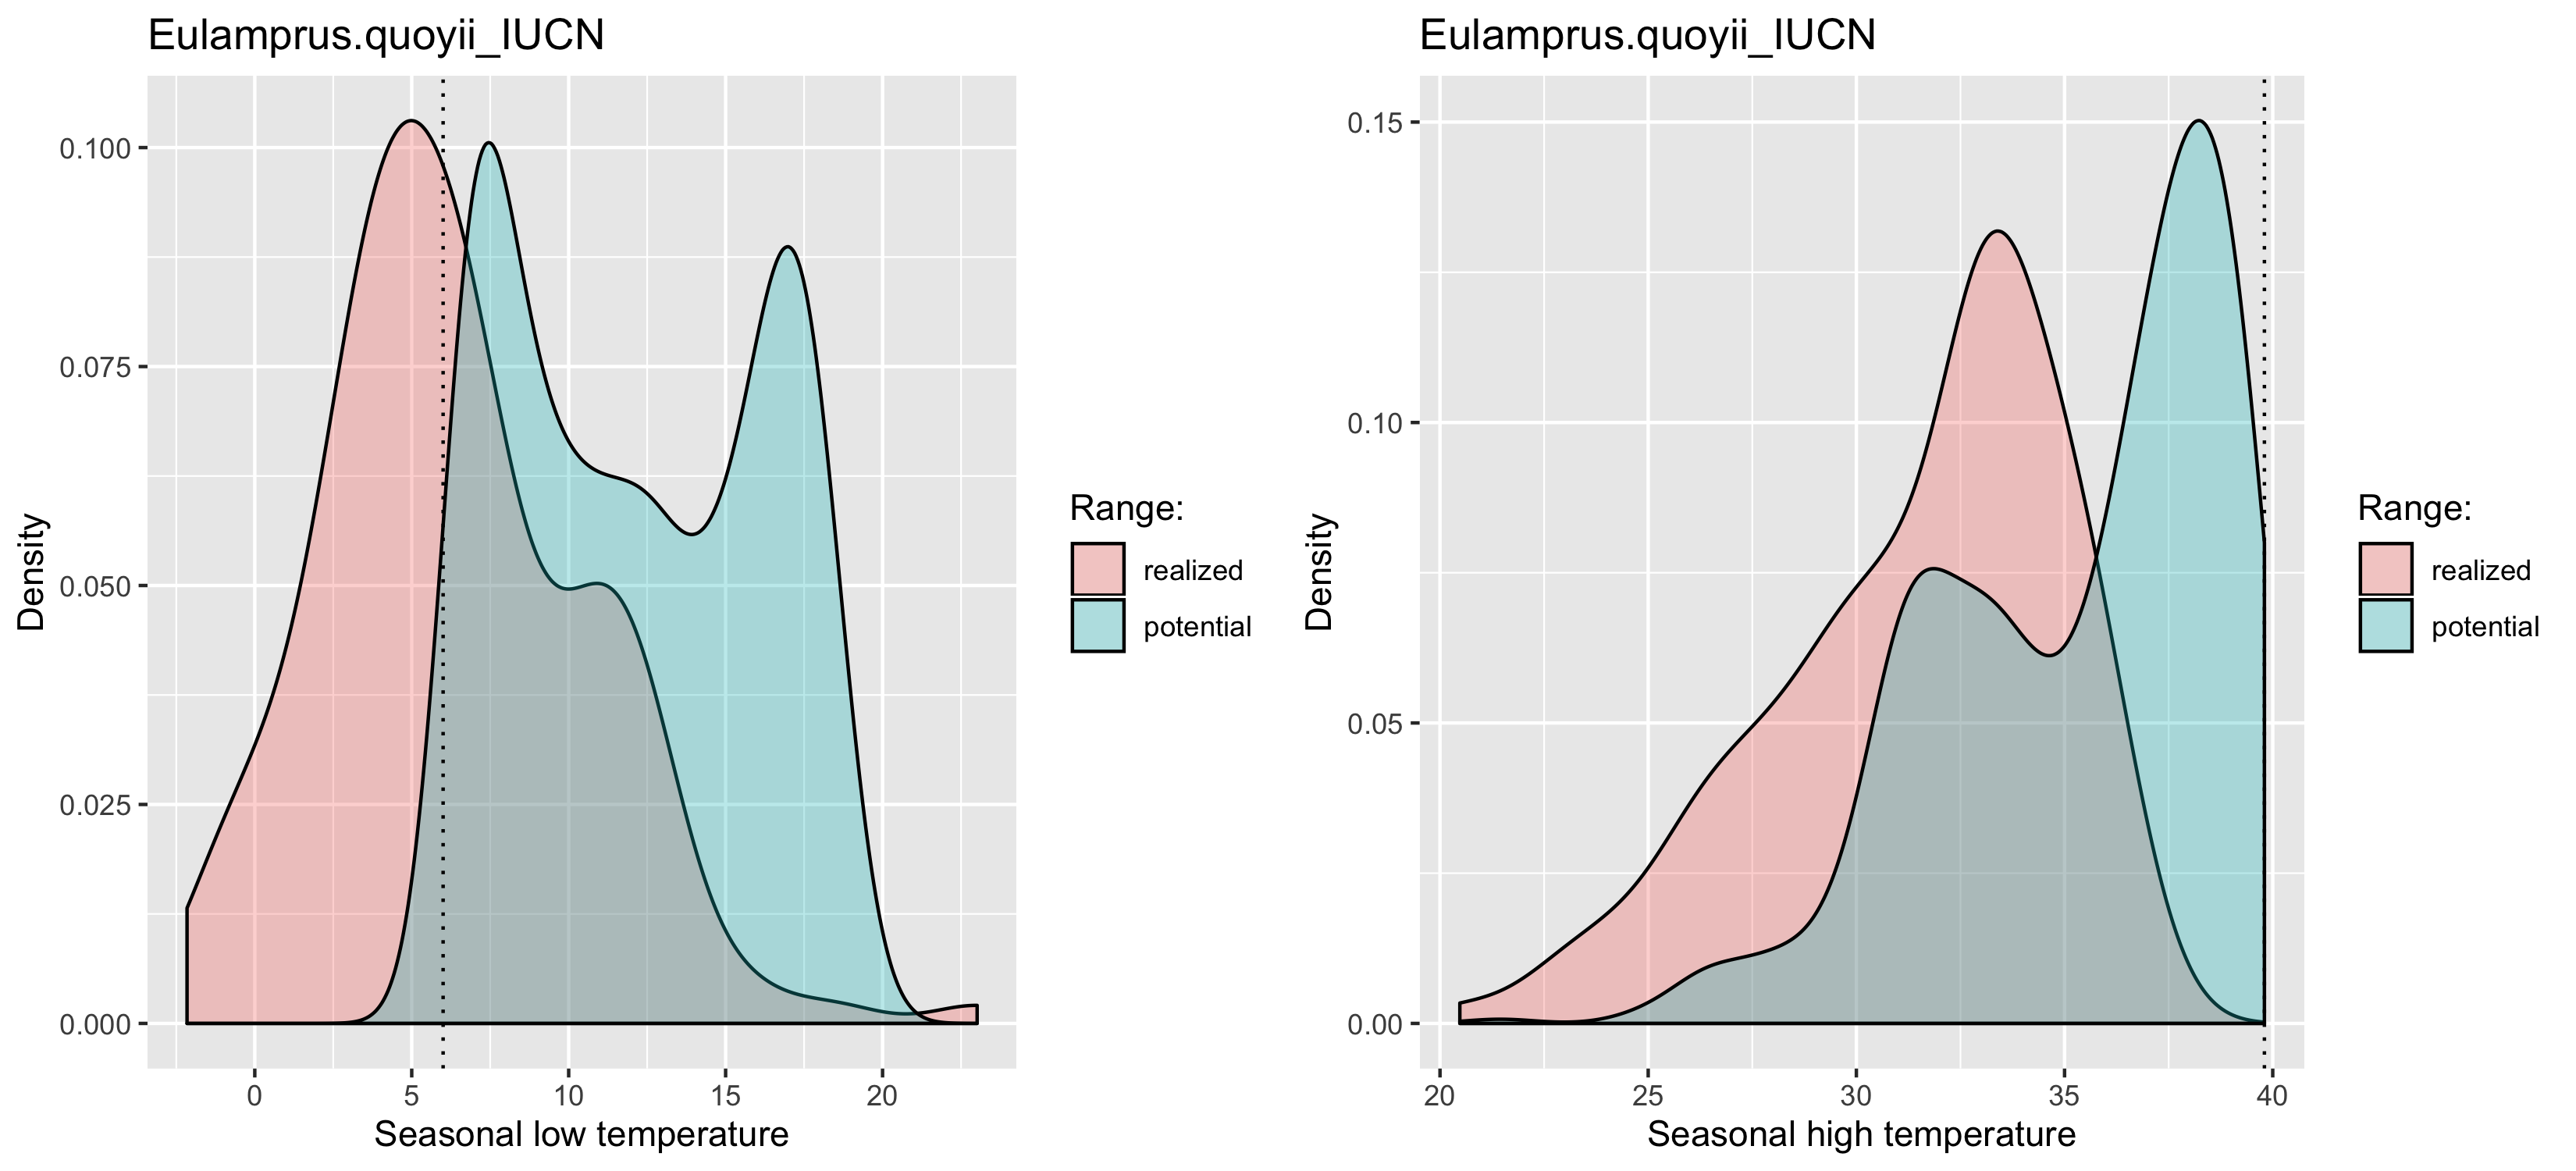 Eulamprus.quoyii_IUCN
Density
0.100
0.075
0.050
0.025
0.000
0 5 10 15 20
Seasonal low temperature
Range:
realized
potential
Eulamprus.quoyii_IUCN
Density
0.15
0.10
0.05
0.00
20 25 30 35 40
Seasonal high temperature
Range:
realized
potential